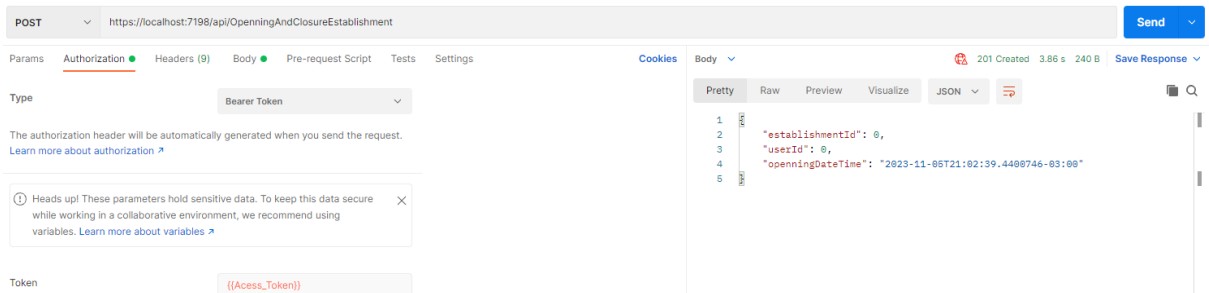 POST https://localhost:7198/api/OpenningAndClosureEstablishment Send
Params Authorization Headers (9) Body Pre-request Script Tests Settings Cookies
Body 201 Created 3.86 s 240 B Save Response
Type Bearer Token
Pretty Raw Preview Visualize JSON
The authorization header will be automatically generated when you send the request.
Learn more about authorization ↗
Heads up! These parameters hold sensitive data. To keep this data secure
while working in a collaborative environment, we recommend using
variables. Learn more about variables ↗
Token {{Acess_Token}}
1 {
2 "establishmentId": 0,
3 "userId": 0,
4 "openningDateTime": "2023-11-05T21:02:39.4400746-03:00"
5 }